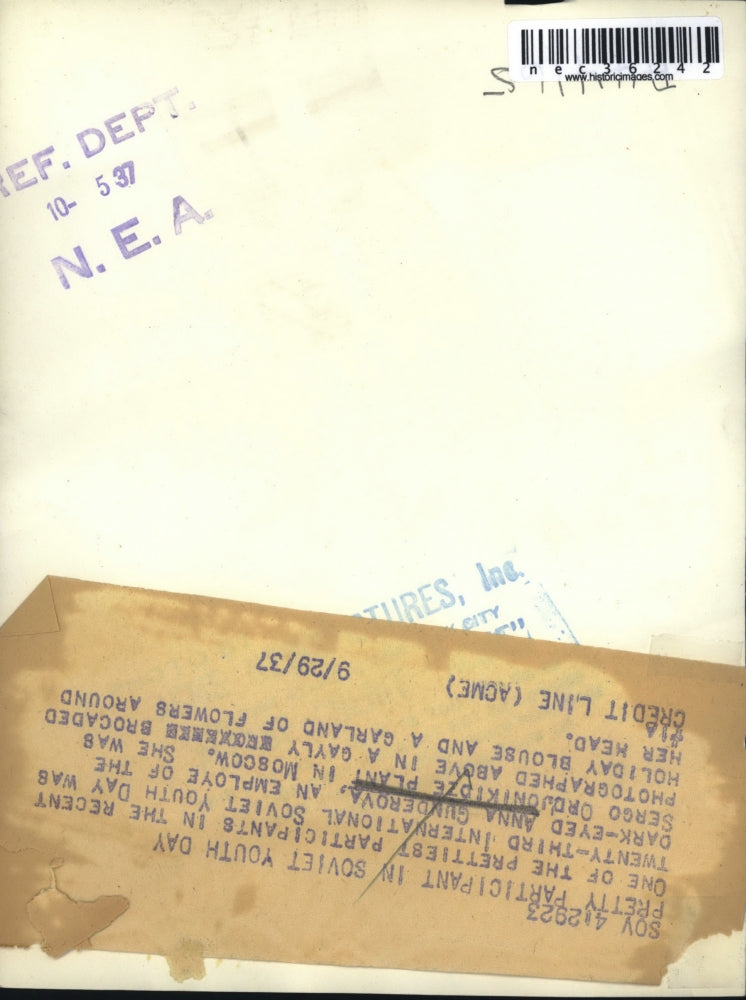 nec36242
www.historicimages.com
REF. DEPT.
10- 5 37
N. E. A.
TURES, Inc.
CITY
SOV 412923
PRETTY PARTICIPANT IN SOVIET YOUTH DAY
ONE OF THE PRETTIEST PARTICIPANTS IN THE RECENT
TWENTY-THIRD INTERNATIONAL SOVIET YOUTH DAY WAS
DARK-EYED ANNA GUNDEROVA, AN EMPLOYE OF THE
SERGO ORDJONIKIDZE PLANT IN MOSCOW. SHE WAS
PHOTOGRAPHED ABOVE IN A GAYLY BROCADED
HOLIDAY BLOUSE AND A GARLAND OF FLOWERS AROUND
HER HEAD.
CREDIT LINE (ACME) 9/29/37